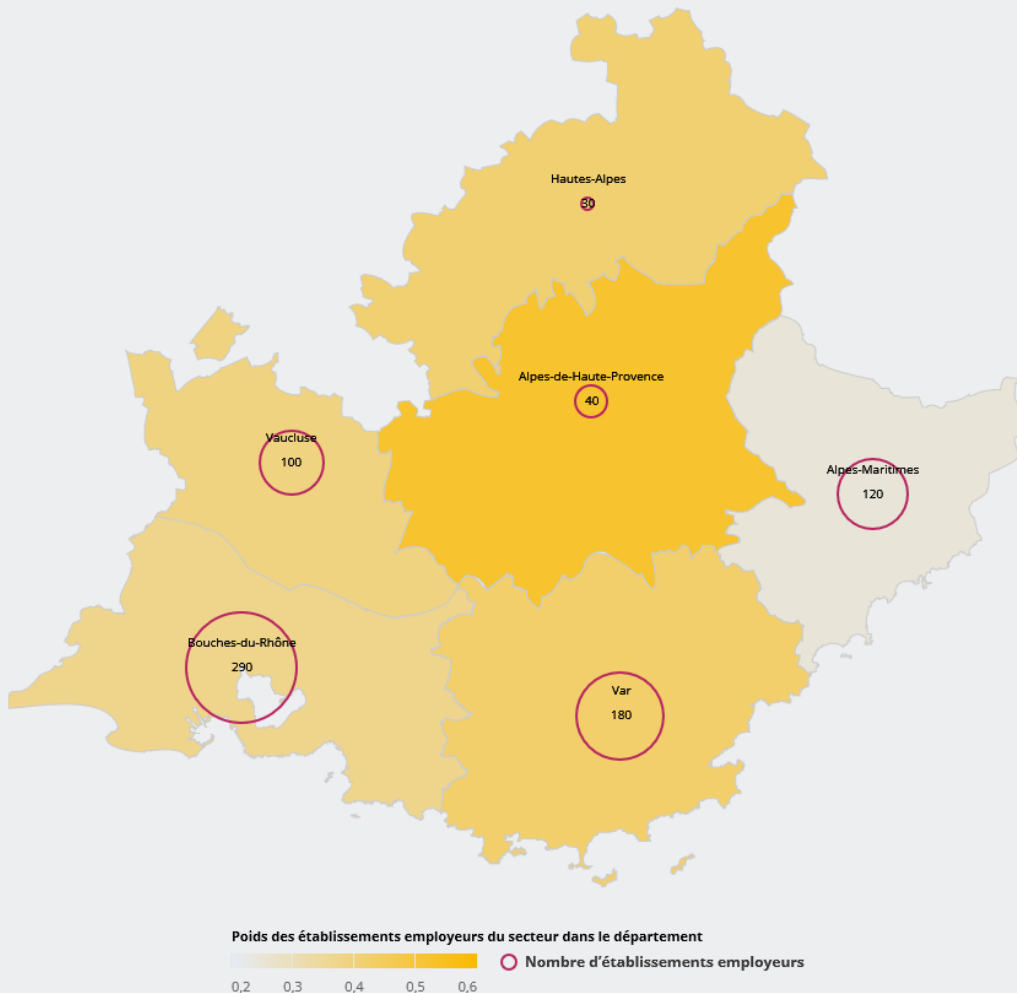 Hautes-Alpes
30
Alpes-de-Haute-Provence
40
Vaucluse
100
Alpes-Maritimes
120
Bouches-du-Rhône
290
Var
180
Poids des établissements employeurs du secteur dans le département
Nombre d'établissements employeurs
0,2 0,3 0,4 0,5 0,6